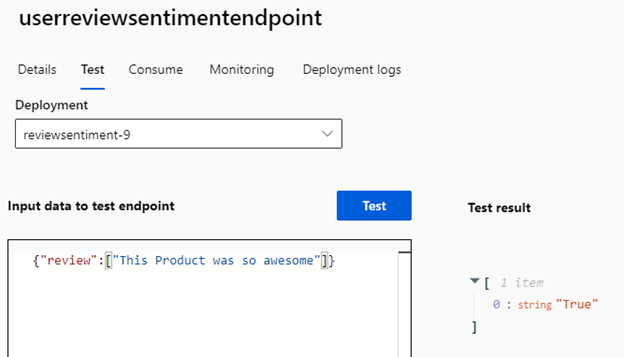 userreviewsentimentendpoint
Details Test Consume Monitoring Deployment logs
Deployment
reviewsentiment-9
Input data to test endpoint Test Test result
{"review":["This Product was so awesome"]}
[ 1 item
0 : string "True"
]